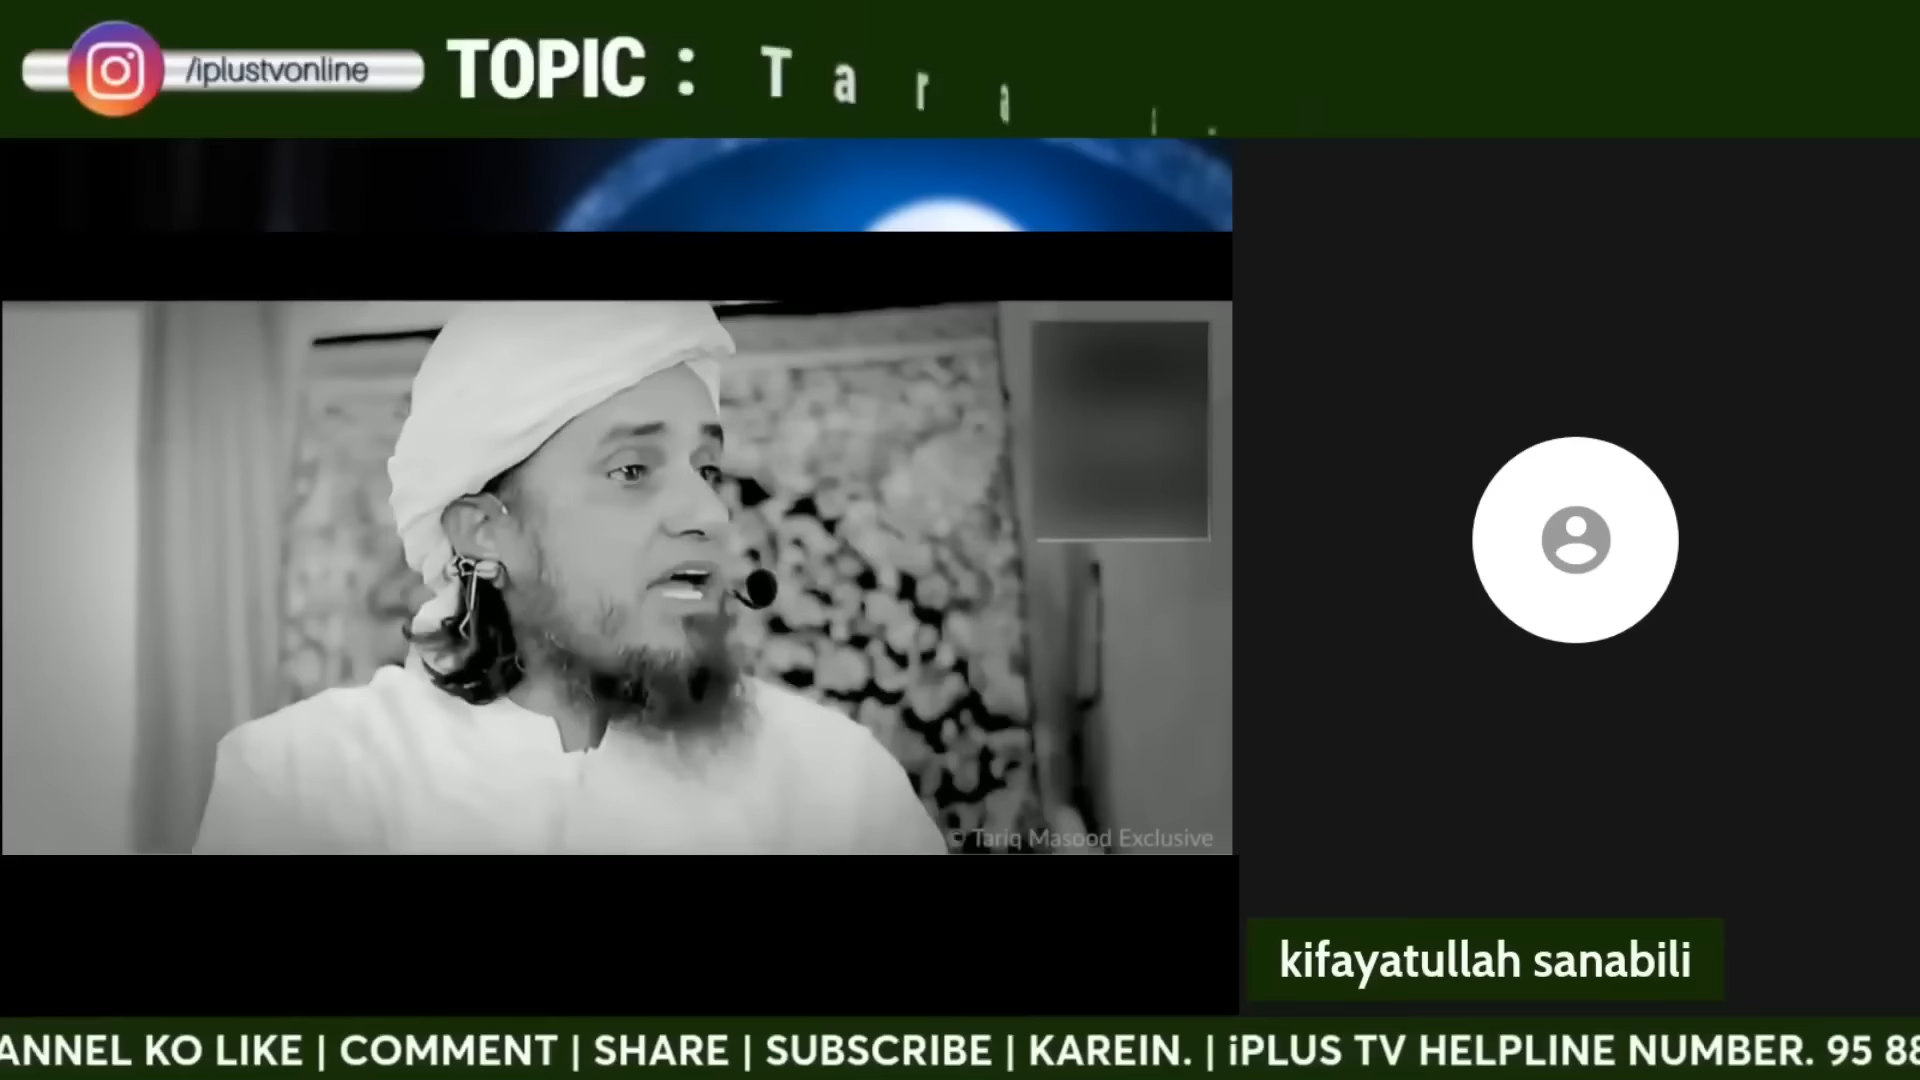 /iplustvonline
TOPIC : Tara
© Tariq Masood Exclusive
kifayatullah sanabili
ANNEL KO LIKE | COMMENT | SHARE | SUBSCRIBE | KAREIN. | iPLUS TV HELPLINE NUMBER. 95 88